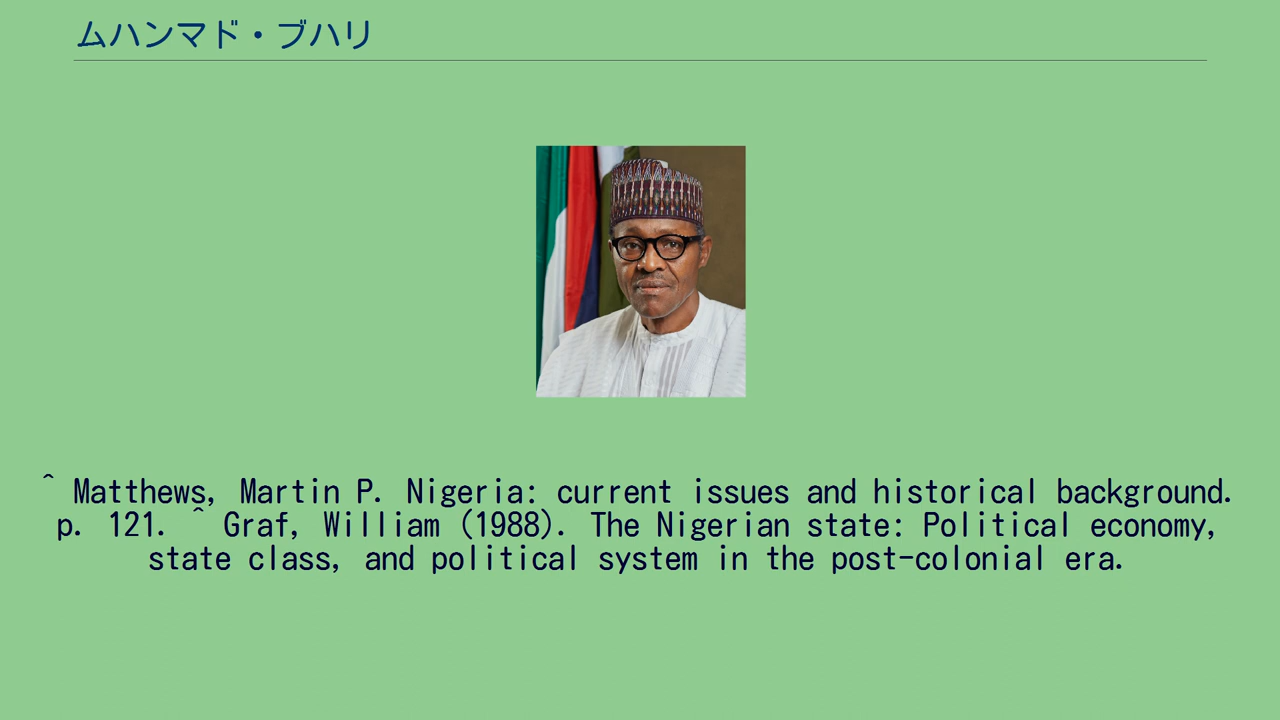 ムハンマド・ブハリ
^ Matthews, Martin P. Nigeria: current issues and historical background.
p. 121. ^ Graf, William (1988). The Nigerian state: Political economy,
state class, and political system in the post-colonial era.